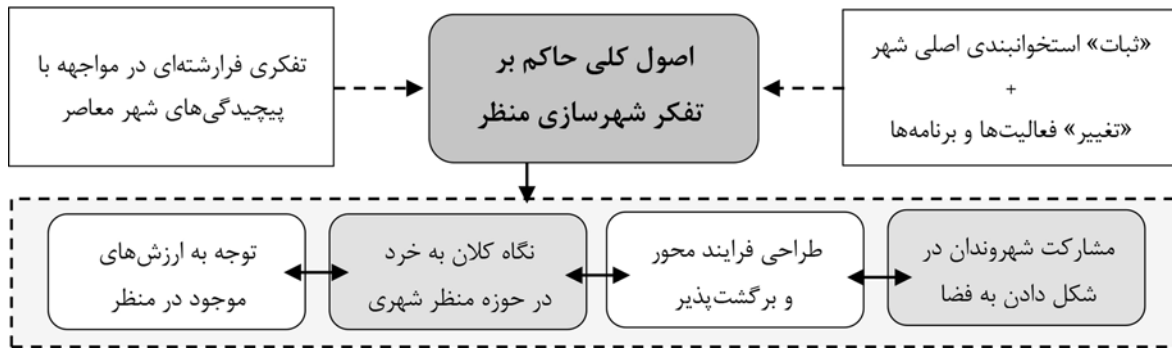 «ثبات» استخوانبندی اصلی شهر
+
«تغییر» فعالیت‌ها و برنامه‌ها
اصول کلی حاکم بر
تفکر شهرسازی منظر
تفکری فرارشته‌ای در مواجهه با
پیچیدگی‌های شهر معاصر
مشارکت شهروندان در
شکل دادن به فضا
طراحی فرایند محور
و برگشت‌پذیر
نگاه کلان به خرد
در حوزه منظر شهری
توجه به ارزش‌های
موجود در منظر